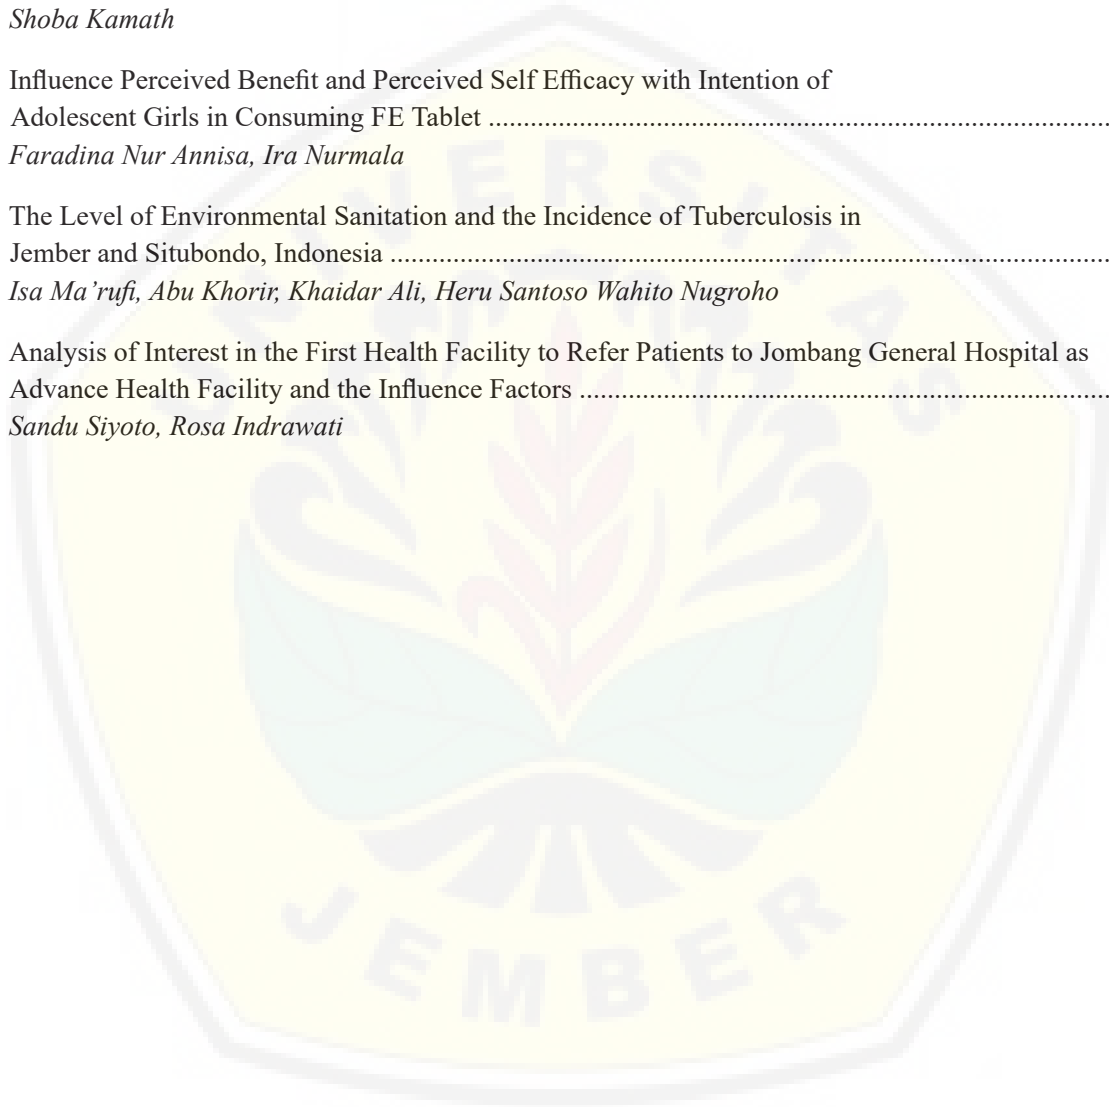 Shoba Kamath
Influence Perceived Benefit and Perceived Self Efficacy with Intention of
Adolescent Girls in Consuming FE Tablet ..........................................................................................
Faradina Nur Annisa, Ira Nurmala
The Level of Environmental Sanitation and the Incidence of Tuberculosis in
Jember and Situbondo, Indonesia ........................................................................................................
Isa Ma’rufi, Abu Khorir, Khaidar Ali, Heru Santoso Wahito Nugroho
Analysis of Interest in the First Health Facility to Refer Patients to Jombang General Hospital as
Advance Health Facility and the Influence Factors .............................................................................
Sandu Siyoto, Rosa Indrawati
UNIVERSITAS
JEMBER